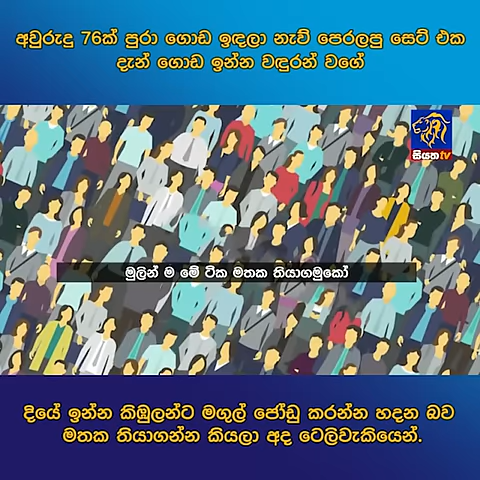 අවුරුදු 76ක් පුරා ගොඩ ඉඳලා නැව් පෙරලපු සෙට් එක
දැන් ගොඩ ඉන්න වඳුරන් වගේ
සියත tv
මුලින් ම මේ ටික මතක තියාගමුකෝ
දියේ ඉන්න කිඹුලන්ට මගුල් ජෝඩු කරන්න හදන බව
මතක තියාගන්න කියලා අද ටෙලිවැකියෙන්.